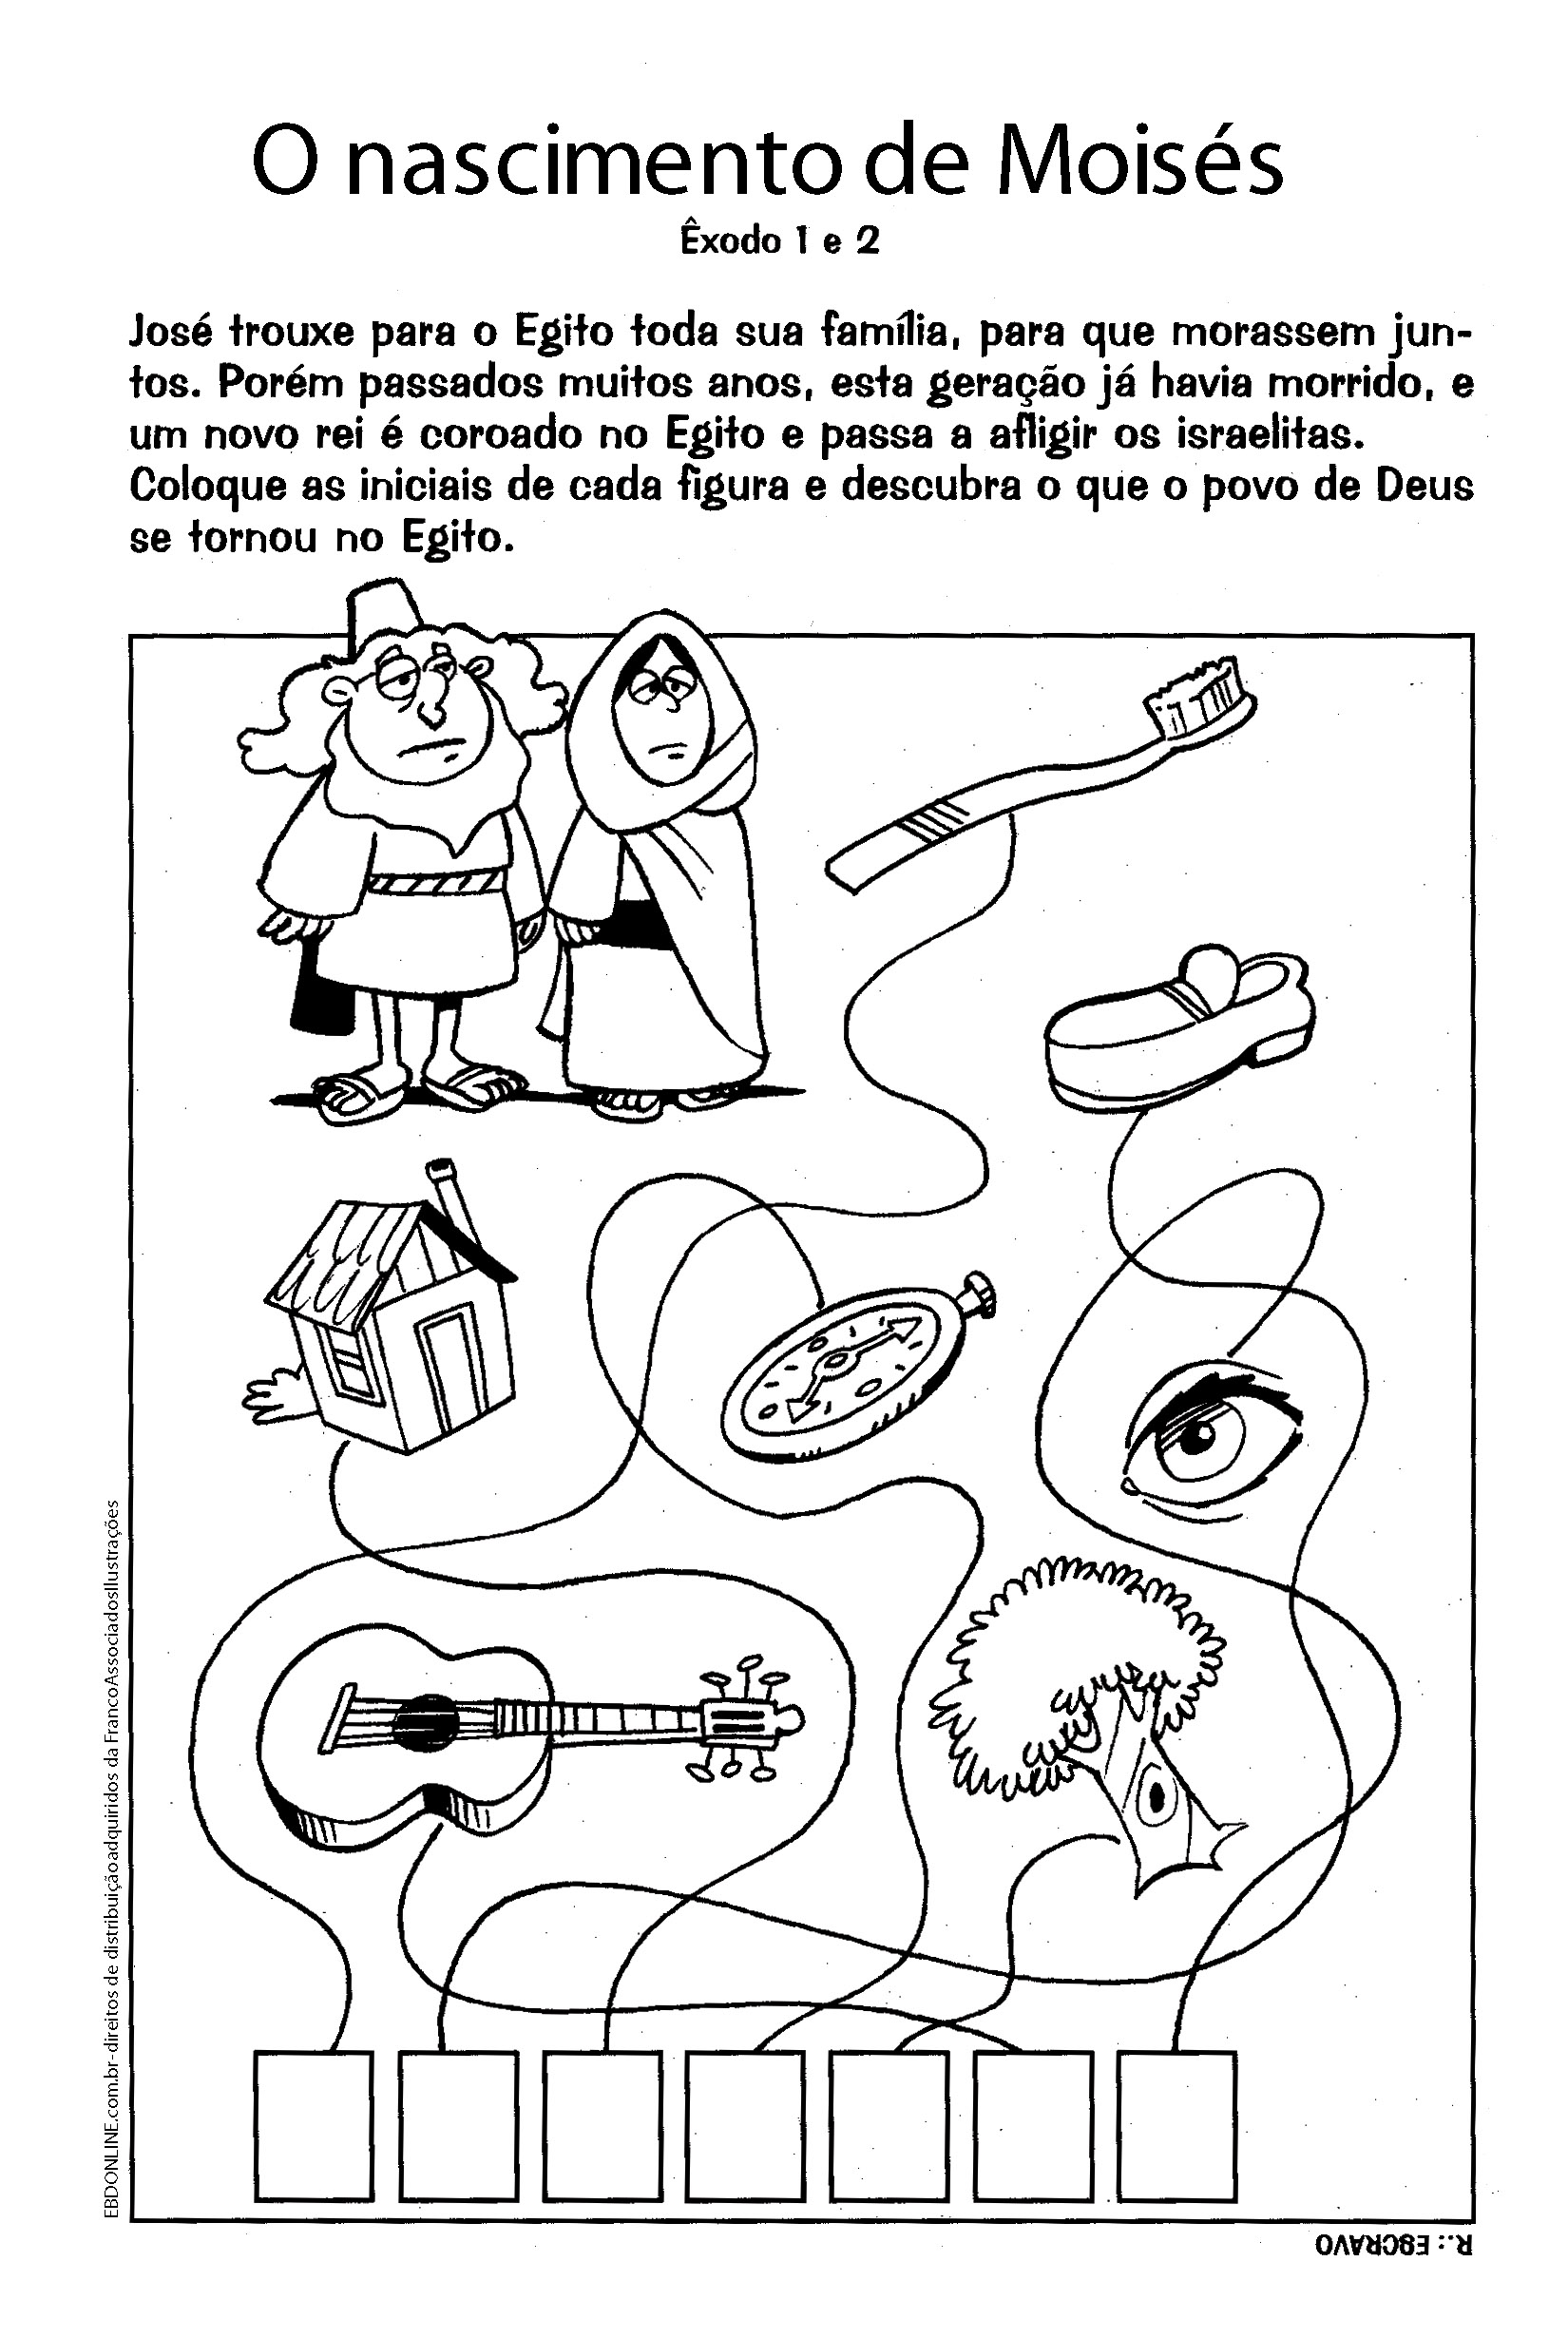 O nascimento de Moisés
Êxodo 1 e 2
José trouxe para o Egito toda sua família, para que morassem jun-
tos. Porém passados muitos anos, esta geração já havia morrido, e
um novo rei é coroado no Egito e passa a afligir os israelitas.
Coloque as iniciais de cada figura e descubra o que o povo de Deus
se tornou no Egito.
EBDONLINE.com.br-direitos de distribuiçãoadquiridos da FrancoAssociadosIlustrações
R.: ESCRAVO